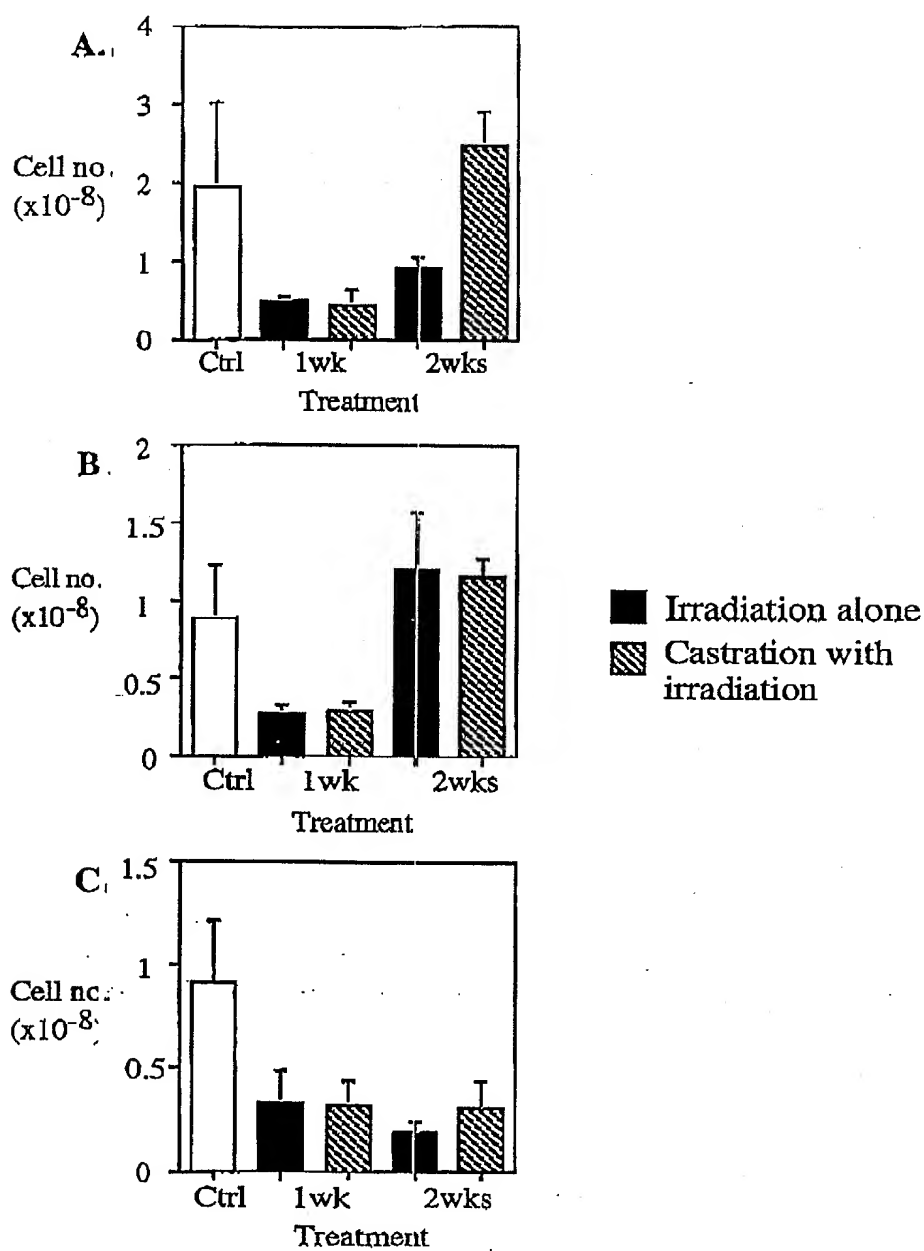 A.
4
3
2
1
0
Cell no.
(x10⁻⁸)
Ctrl 1wk 2wks
Treatment
B.
2
1.5
1
0.5
0
Cell no.
(x10⁻⁸)
Ctrl 1wk 2wks
Treatment
Irradiation alone
Castration with
irradiation
C.
1.5
1
0.5
0
Cell no.
(x10⁻⁸)
Ctrl 1wk 2wks
Treatment